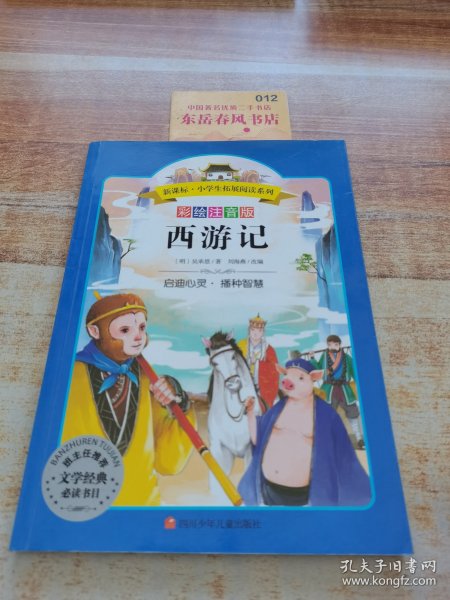 012
中国著名优质二手书店
东岳春风书店
新课标·小学生拓展阅读系列
彩绘注音版
西游记
[明] 吴承恩/著 刘海燕/改编
启迪心灵·播种智慧
BANZHUREN TUIJIAN
班主任推荐
文学经典
必读书目
四川少年儿童出版社
孔夫子旧书网
www.kongfz.com